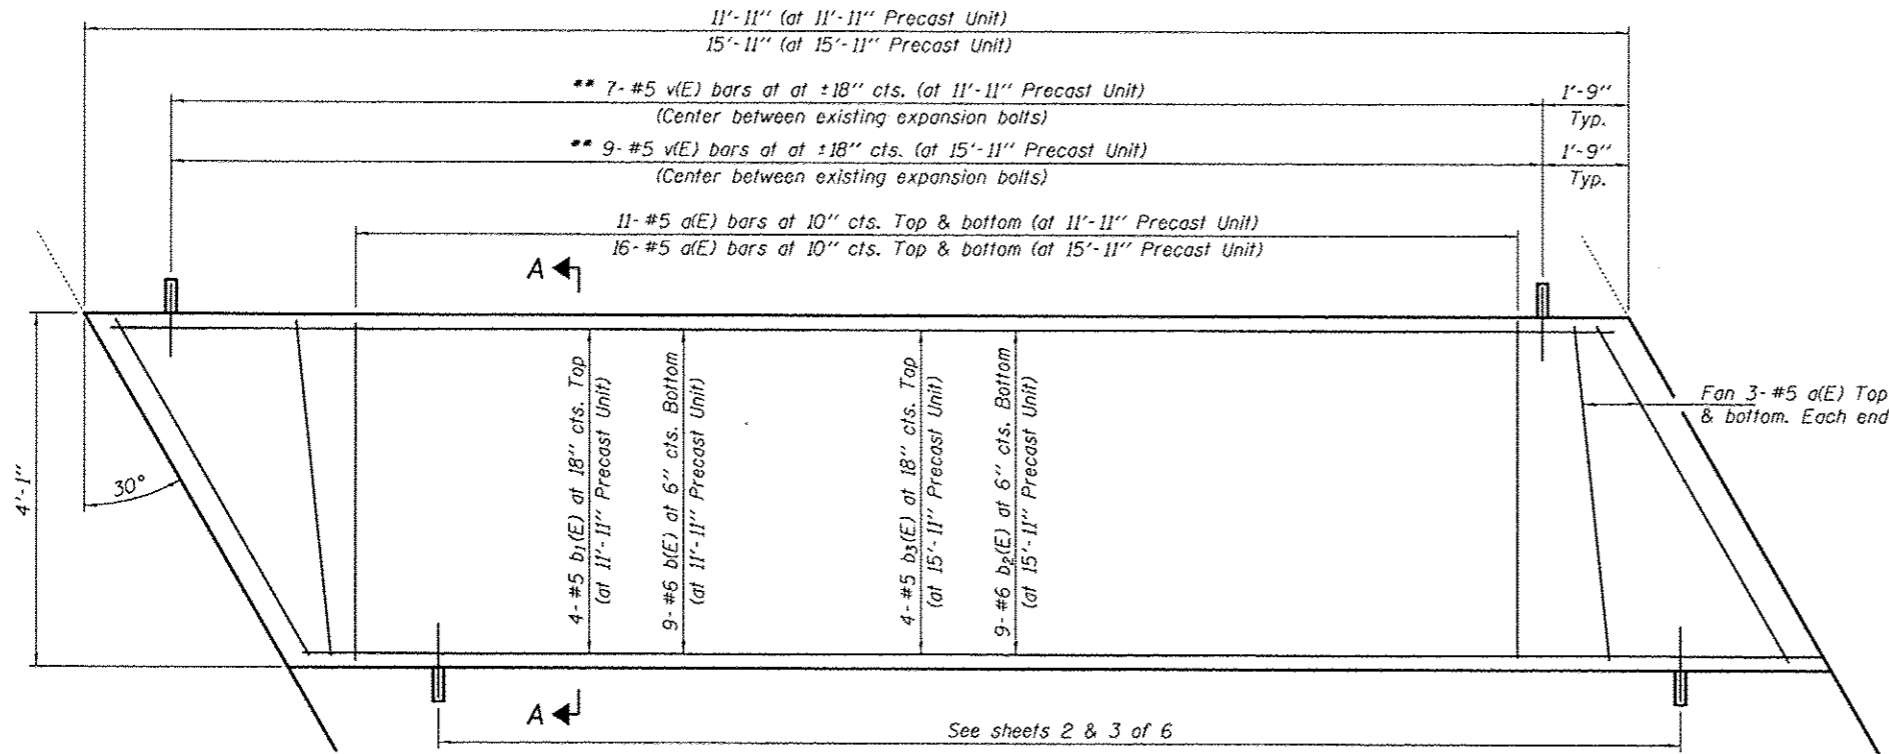 11'-11" (at 11'-11" Precast Unit)
15'-11" (at 15'-11" Precast Unit)
** 7- #5 v(E) bars at at ±18" cts. (at 11'-11" Precast Unit)
(Center between existing expansion bolts)
1'-9"
Typ.
** 9- #5 v(E) bars at at ±18" cts. (at 15'-11" Precast Unit)
(Center between existing expansion bolts)
1'-9"
Typ.
11- #5 a(E) bars at 10" cts. Top & bottom (at 11'-11" Precast Unit)
16- #5 a(E) bars at 10" cts. Top & bottom (at 15'-11" Precast Unit)
A
4'-1"
30°
4- #5 b₁(E) at 18" cts. Top
(at 11'-11" Precast Unit)
9- #6 b(E) at 6" cts. Bottom
(at 11'-11" Precast Unit)
4- #5 b₃(E) at 18" cts. Top
(at 15'-11" Precast Unit)
9- #6 b₂(E) at 6" cts. Bottom
(at 15'-11" Precast Unit)
Fan 3- #5 a(E) Top
& bottom. Each end
A
See sheets 2 & 3 of 6